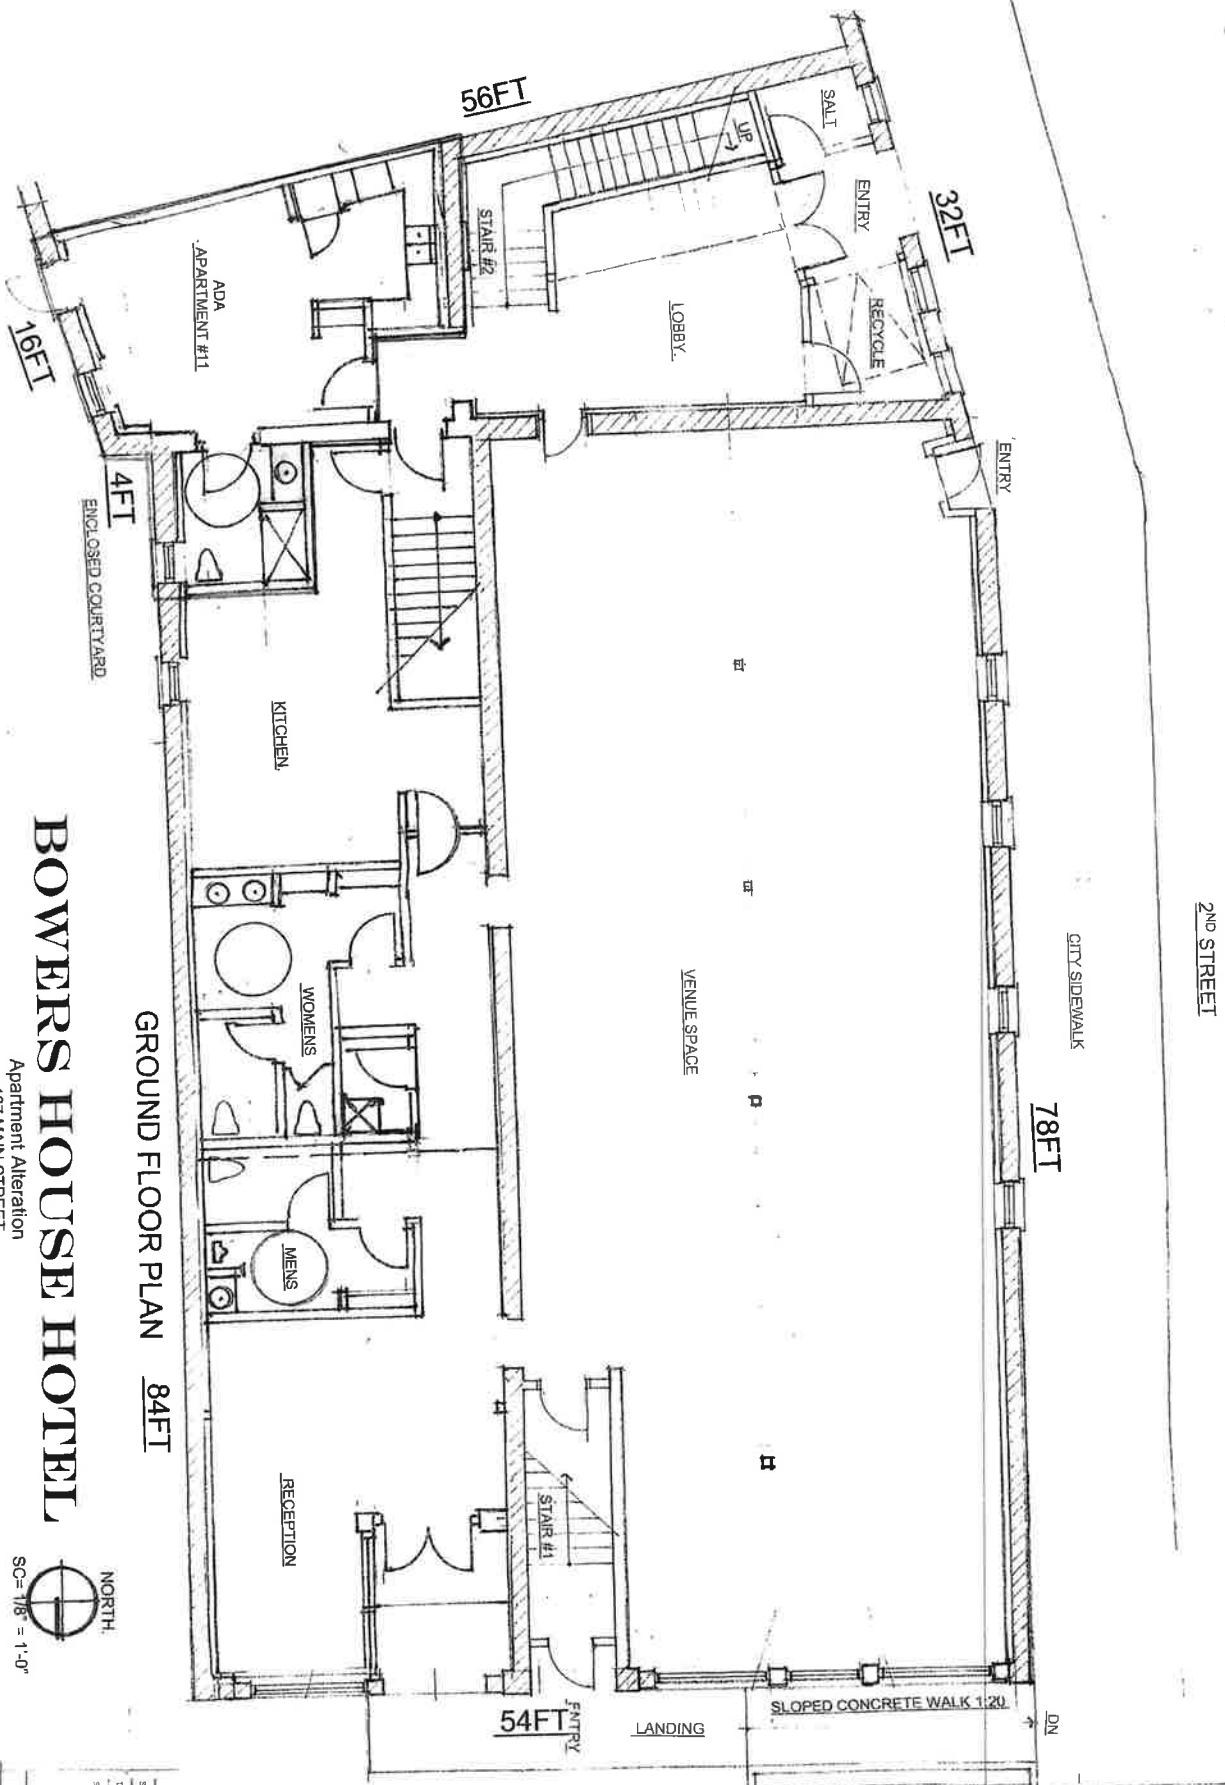 56FT
SALT
UP
ENTRY
32FT
STAIR #2
ADA
APARTMENT #11
LOBBY
RECYCLE
16FT
ENTRY
4FT
ENCLOSED COURTYARD
KITCHEN
2ND STREET
CITY SIDEWALK
VENUE SPACE
WOMENS
78FT
MENS
RECEPTION
STAIR #1
54FT
ENTRY
LANDING
SLOPED CONCRETE WALK 1:20
DN
GROUND FLOOR PLAN
84FT
BOWERS HOUSE HOTEL
Apartment Alteration
MAIN STREET
NORTH
SC= 1/8" = 1'-0"